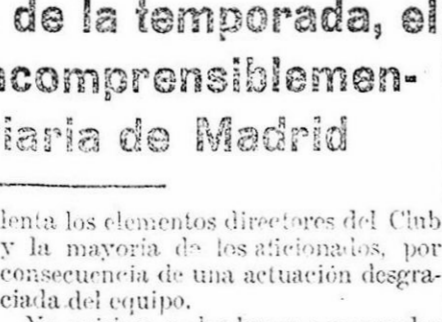 de la temporada, el
ncomprensiblemen-
iaria de Madrid
lenta los elementos directores del Club
y la mayoría de los aficionados, por
consecuencia de una actuación desgra-
ciada del equipo.